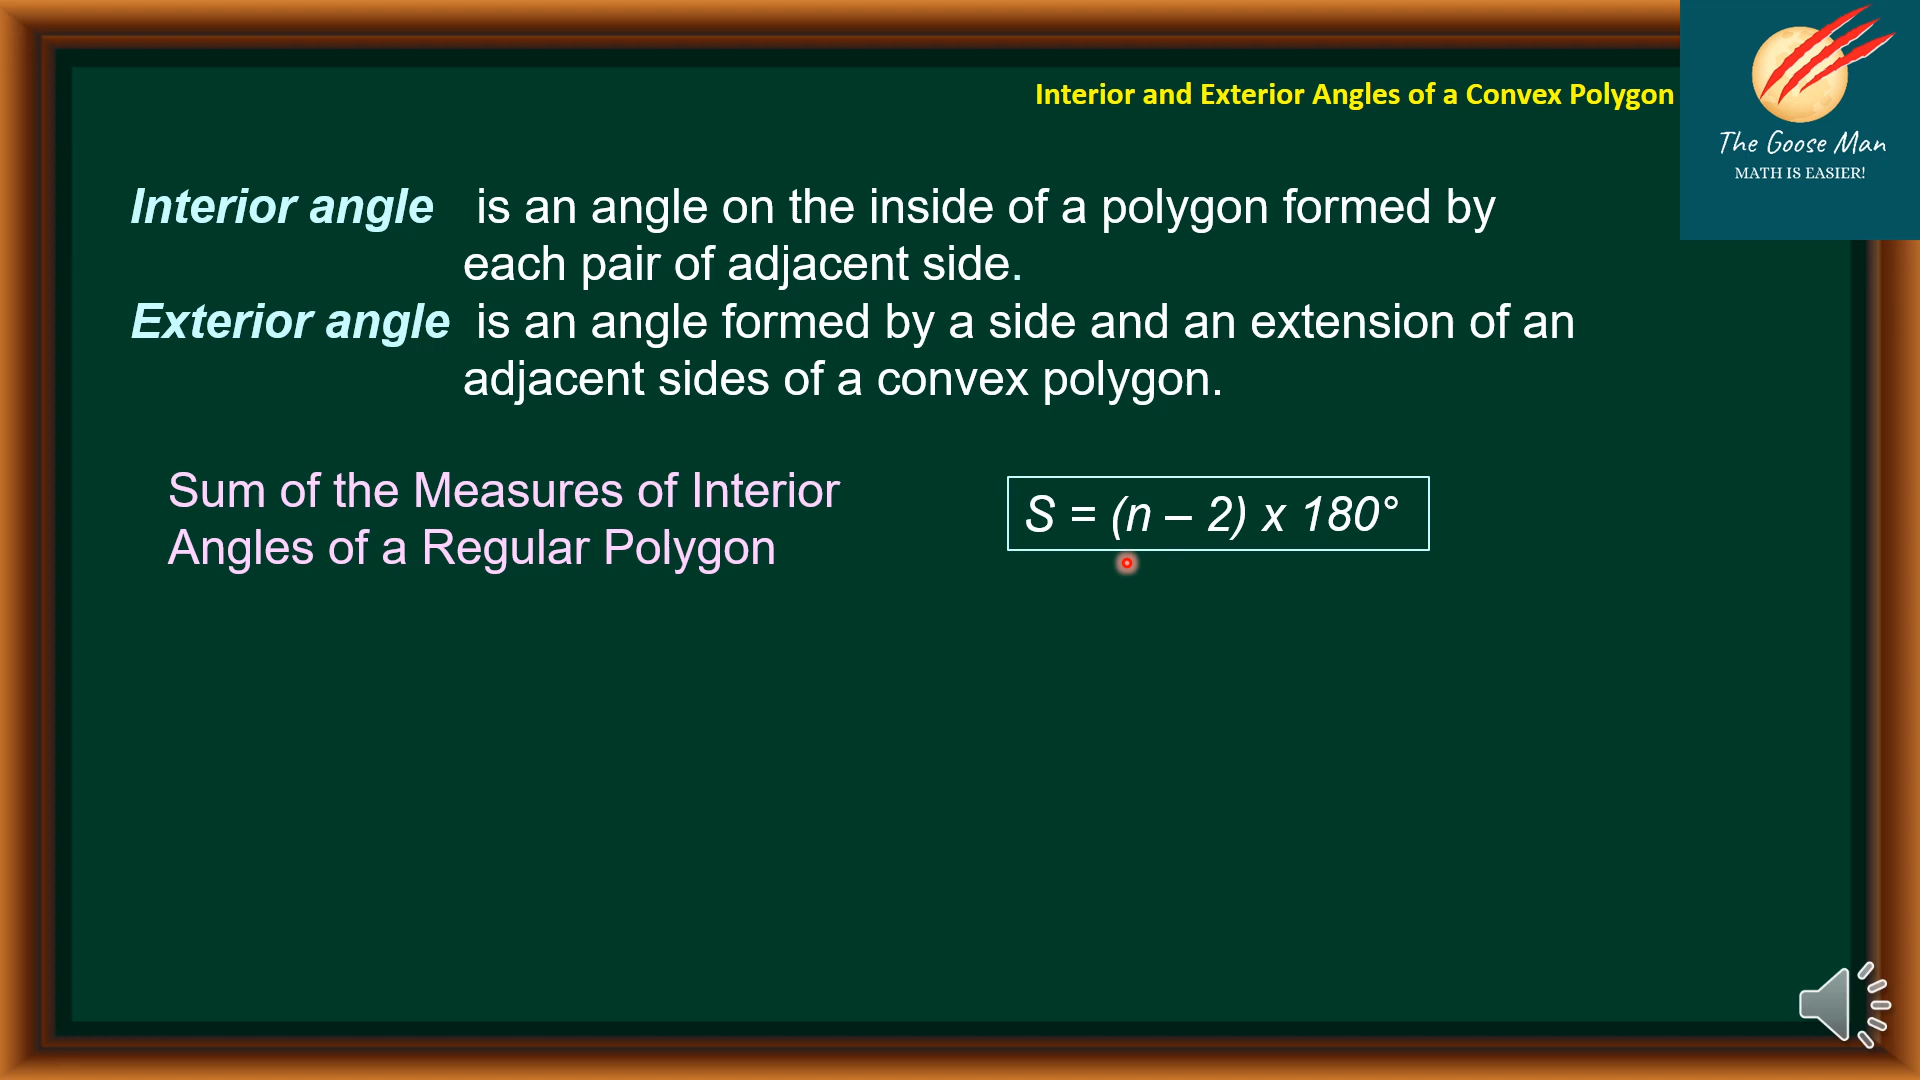 Interior and Exterior Angles of a Convex Polygon
The Goose Man
MATH IS EASIER!
Interior angle is an angle on the inside of a polygon formed by
each pair of adjacent side.
Exterior angle is an angle formed by a side and an extension of an
adjacent sides of a convex polygon.
Sum of the Measures of Interior
Angles of a Regular Polygon
S = (n – 2) x 180°